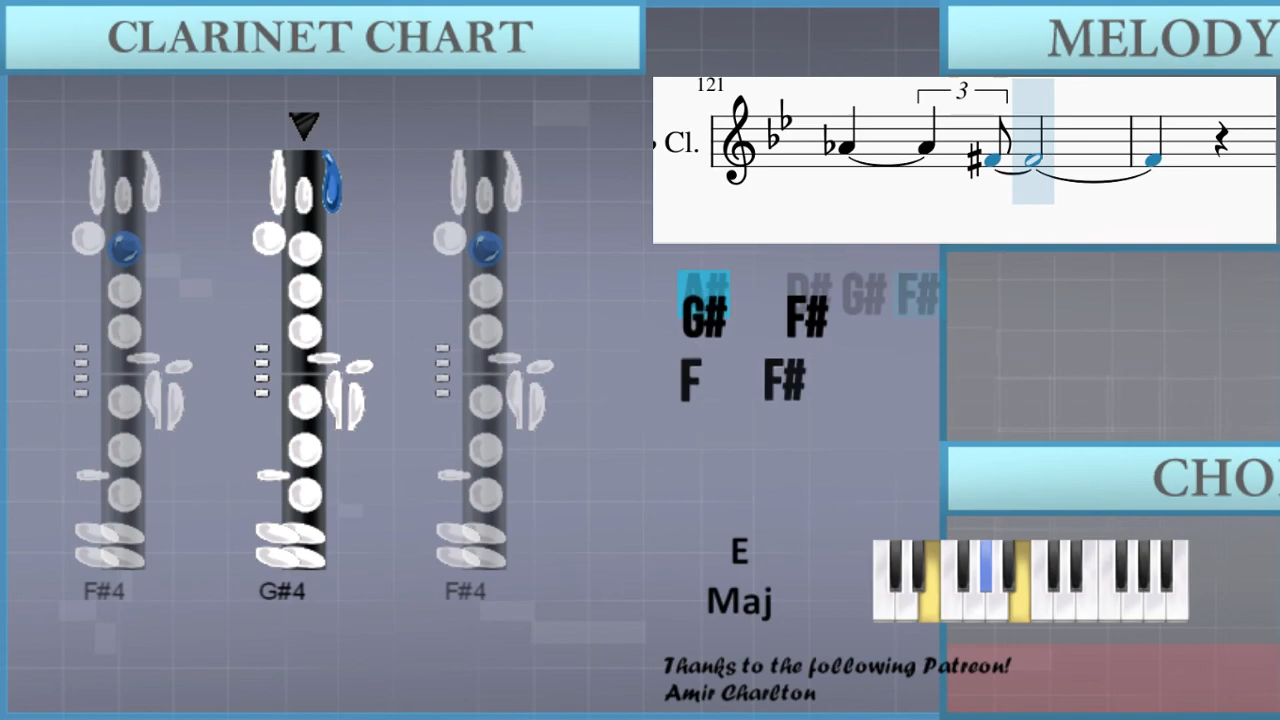 CLARINET CHART
MELODY
121
3
Cl.
A# D# G# F#
G# F#
F F#
F#4 G#4 F#4
E
Maj
CHO
Thanks to the following Patreon!
Amir Charlton